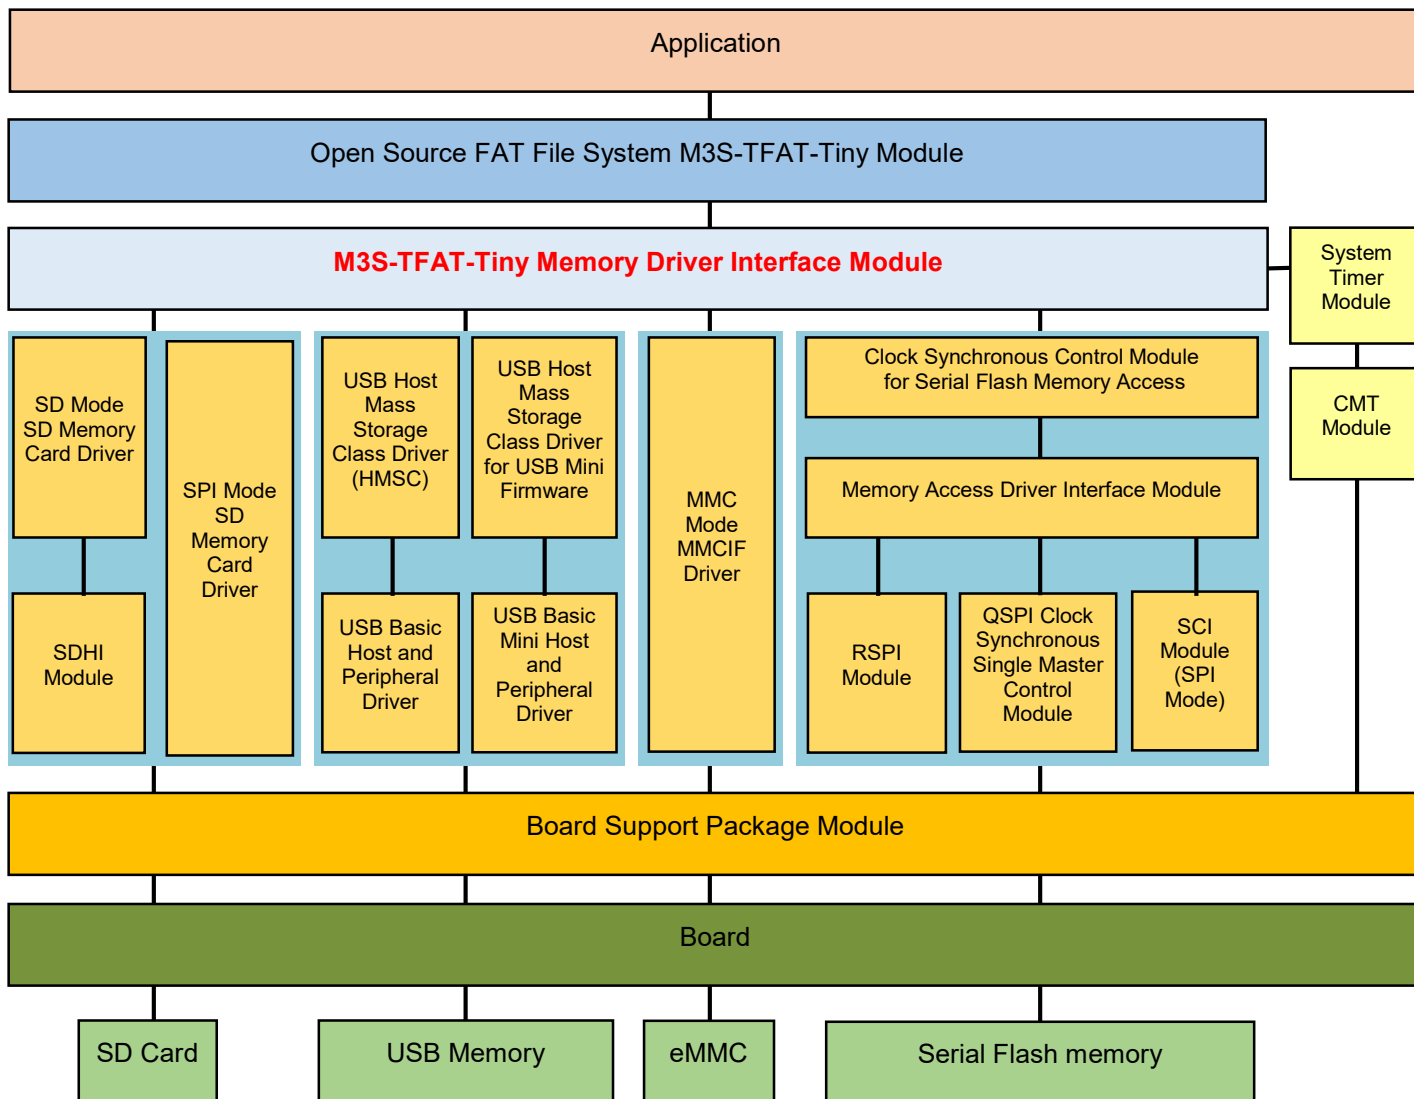 Application
Open Source FAT File System M3S-TFAT-Tiny Module
M3S-TFAT-Tiny Memory Driver Interface Module
System
Timer
Module
CMT
Module
SD Mode
SD Memory
Card Driver
SDHI
Module
SPI Mode
SD
Memory
Card
Driver
USB Host
Mass
Storage
Class Driver
(HMSC)
USB Basic
Host and
Peripheral
Driver
USB Host
Mass
Storage
Class Driver
for USB Mini
Firmware
USB Basic
Mini Host
and
Peripheral
Driver
MMC
Mode
MMCIF
Driver
Clock Synchronous Control Module
for Serial Flash Memory Access
Memory Access Driver Interface Module
RSPI
Module
QSPI Clock
Synchronous
Single Master
Control
Module
SCI
Module
(SPI
Mode)
Board Support Package Module
Board
SD Card
USB Memory
eMMC
Serial Flash memory